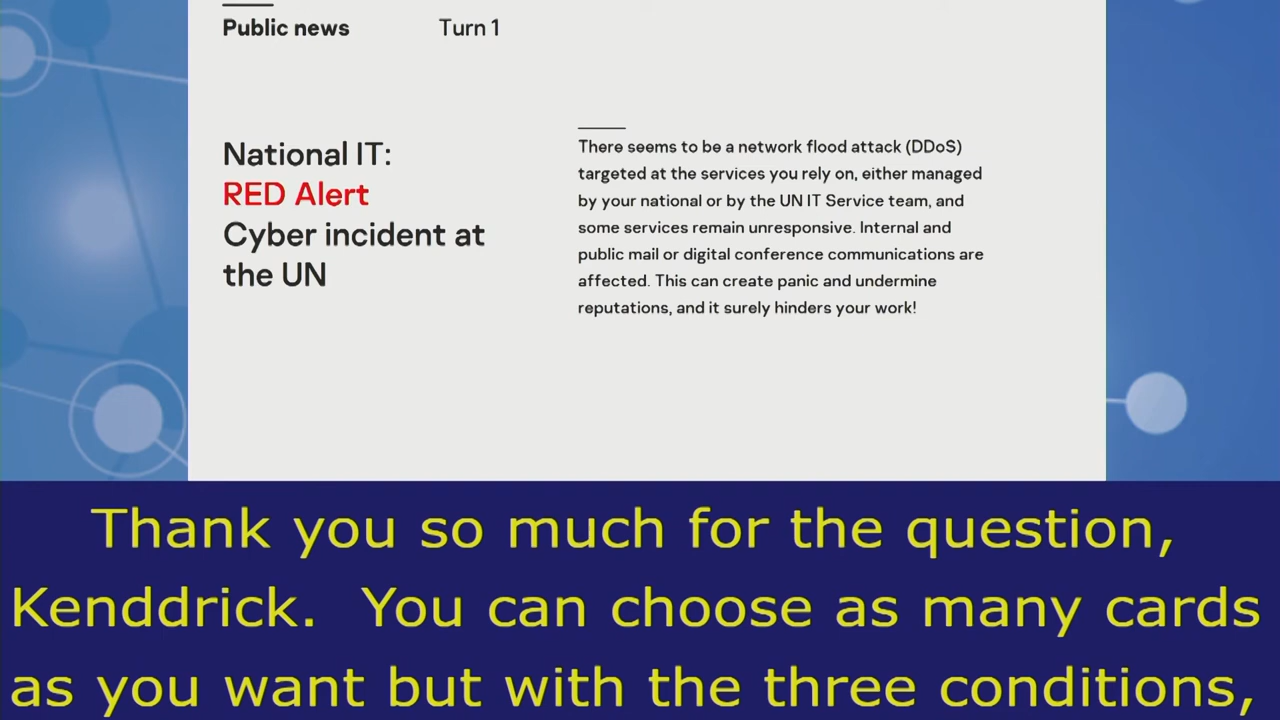 Public news
Turn 1
National IT:
RED Alert
Cyber incident at
the UN
There seems to be a network flood attack (DDoS)
targeted at the services you rely on, either managed
by your national or by the UN IT Service team, and
some services remain unresponsive. Internal and
public mail or digital conference communications are
affected. This can create panic and undermine
reputations, and it surely hinders your work!
Thank you so much for the question,
Kenddrick.  You can choose as many cards
as you want but with the three conditions,